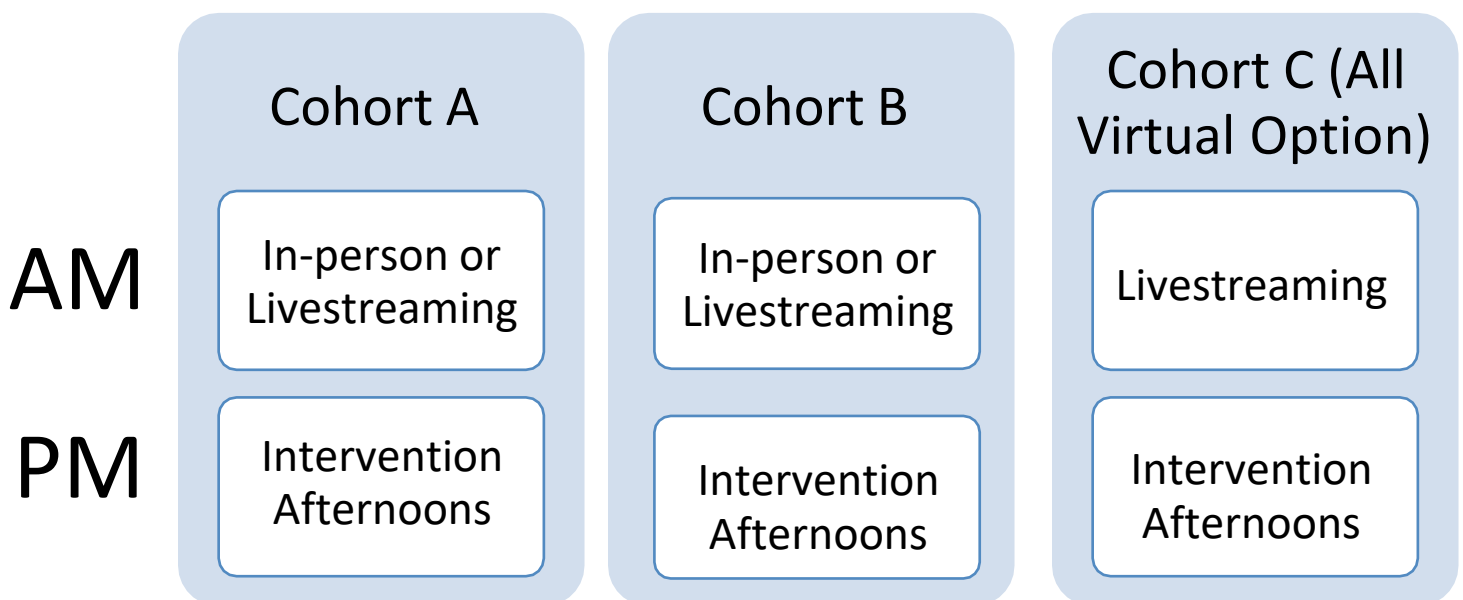 Cohort A
Cohort B
Cohort C (All
Virtual Option)
AM
In-person or
Livestreaming
In-person or
Livestreaming
Livestreaming
PM
Intervention
Afternoons
Intervention
Afternoons
Intervention
Afternoons